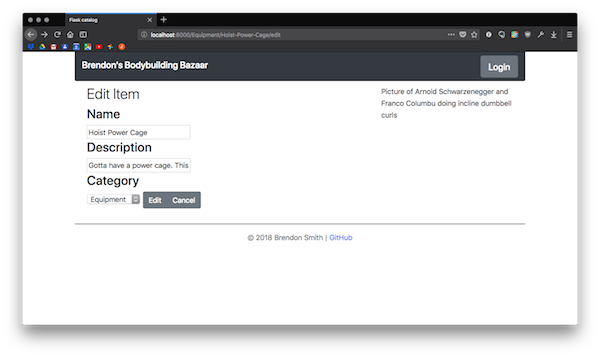 Flask catalog
localhost:8000/Equipment/Hoist-Power-Cage/edit
Brendon's Bodybuilding Bazaar
Login
Edit Item
Name
Hoist Power Cage
Description
Gotta have a power cage. This
Category
Equipment
Edit
Cancel
Picture of Arnold Schwarzenegger and
Franco Columbu doing incline dumbbell
curls
© 2018 Brendon Smith | GitHub